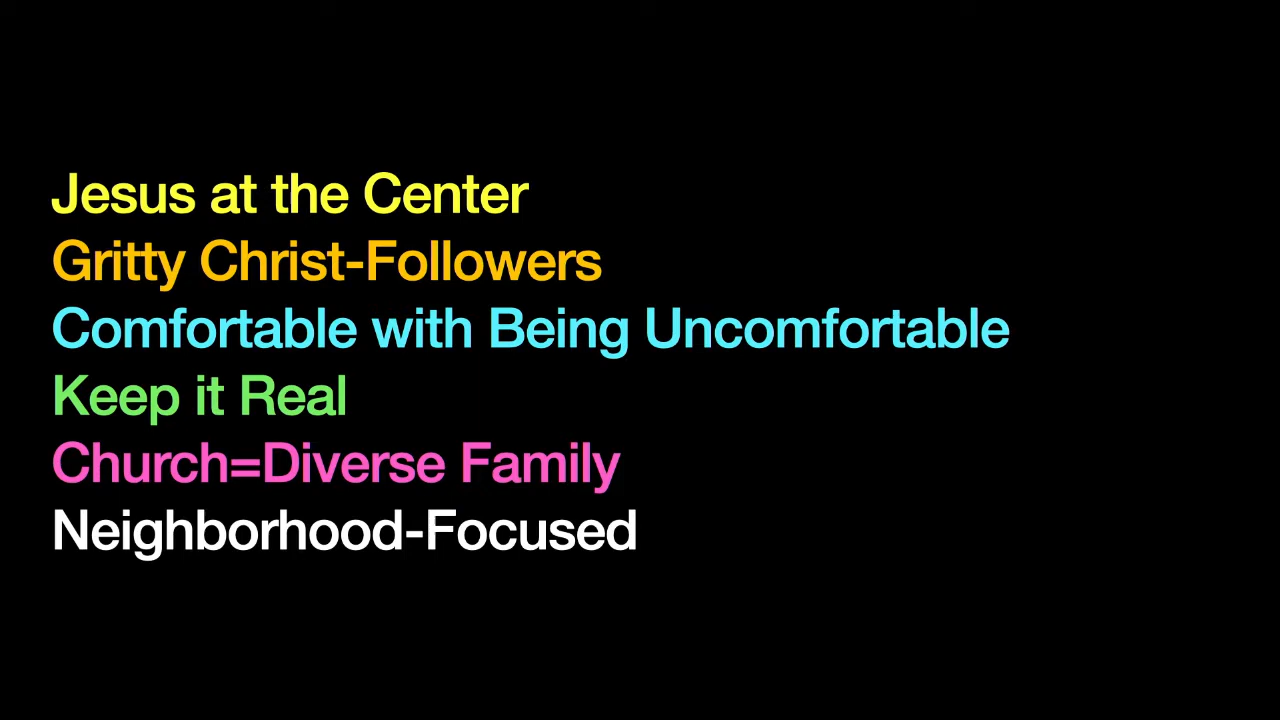 Jesus at the Center
Gritty Christ-Followers
Comfortable with Being Uncomfortable
Keep it Real
Church=Diverse Family
Neighborhood-Focused